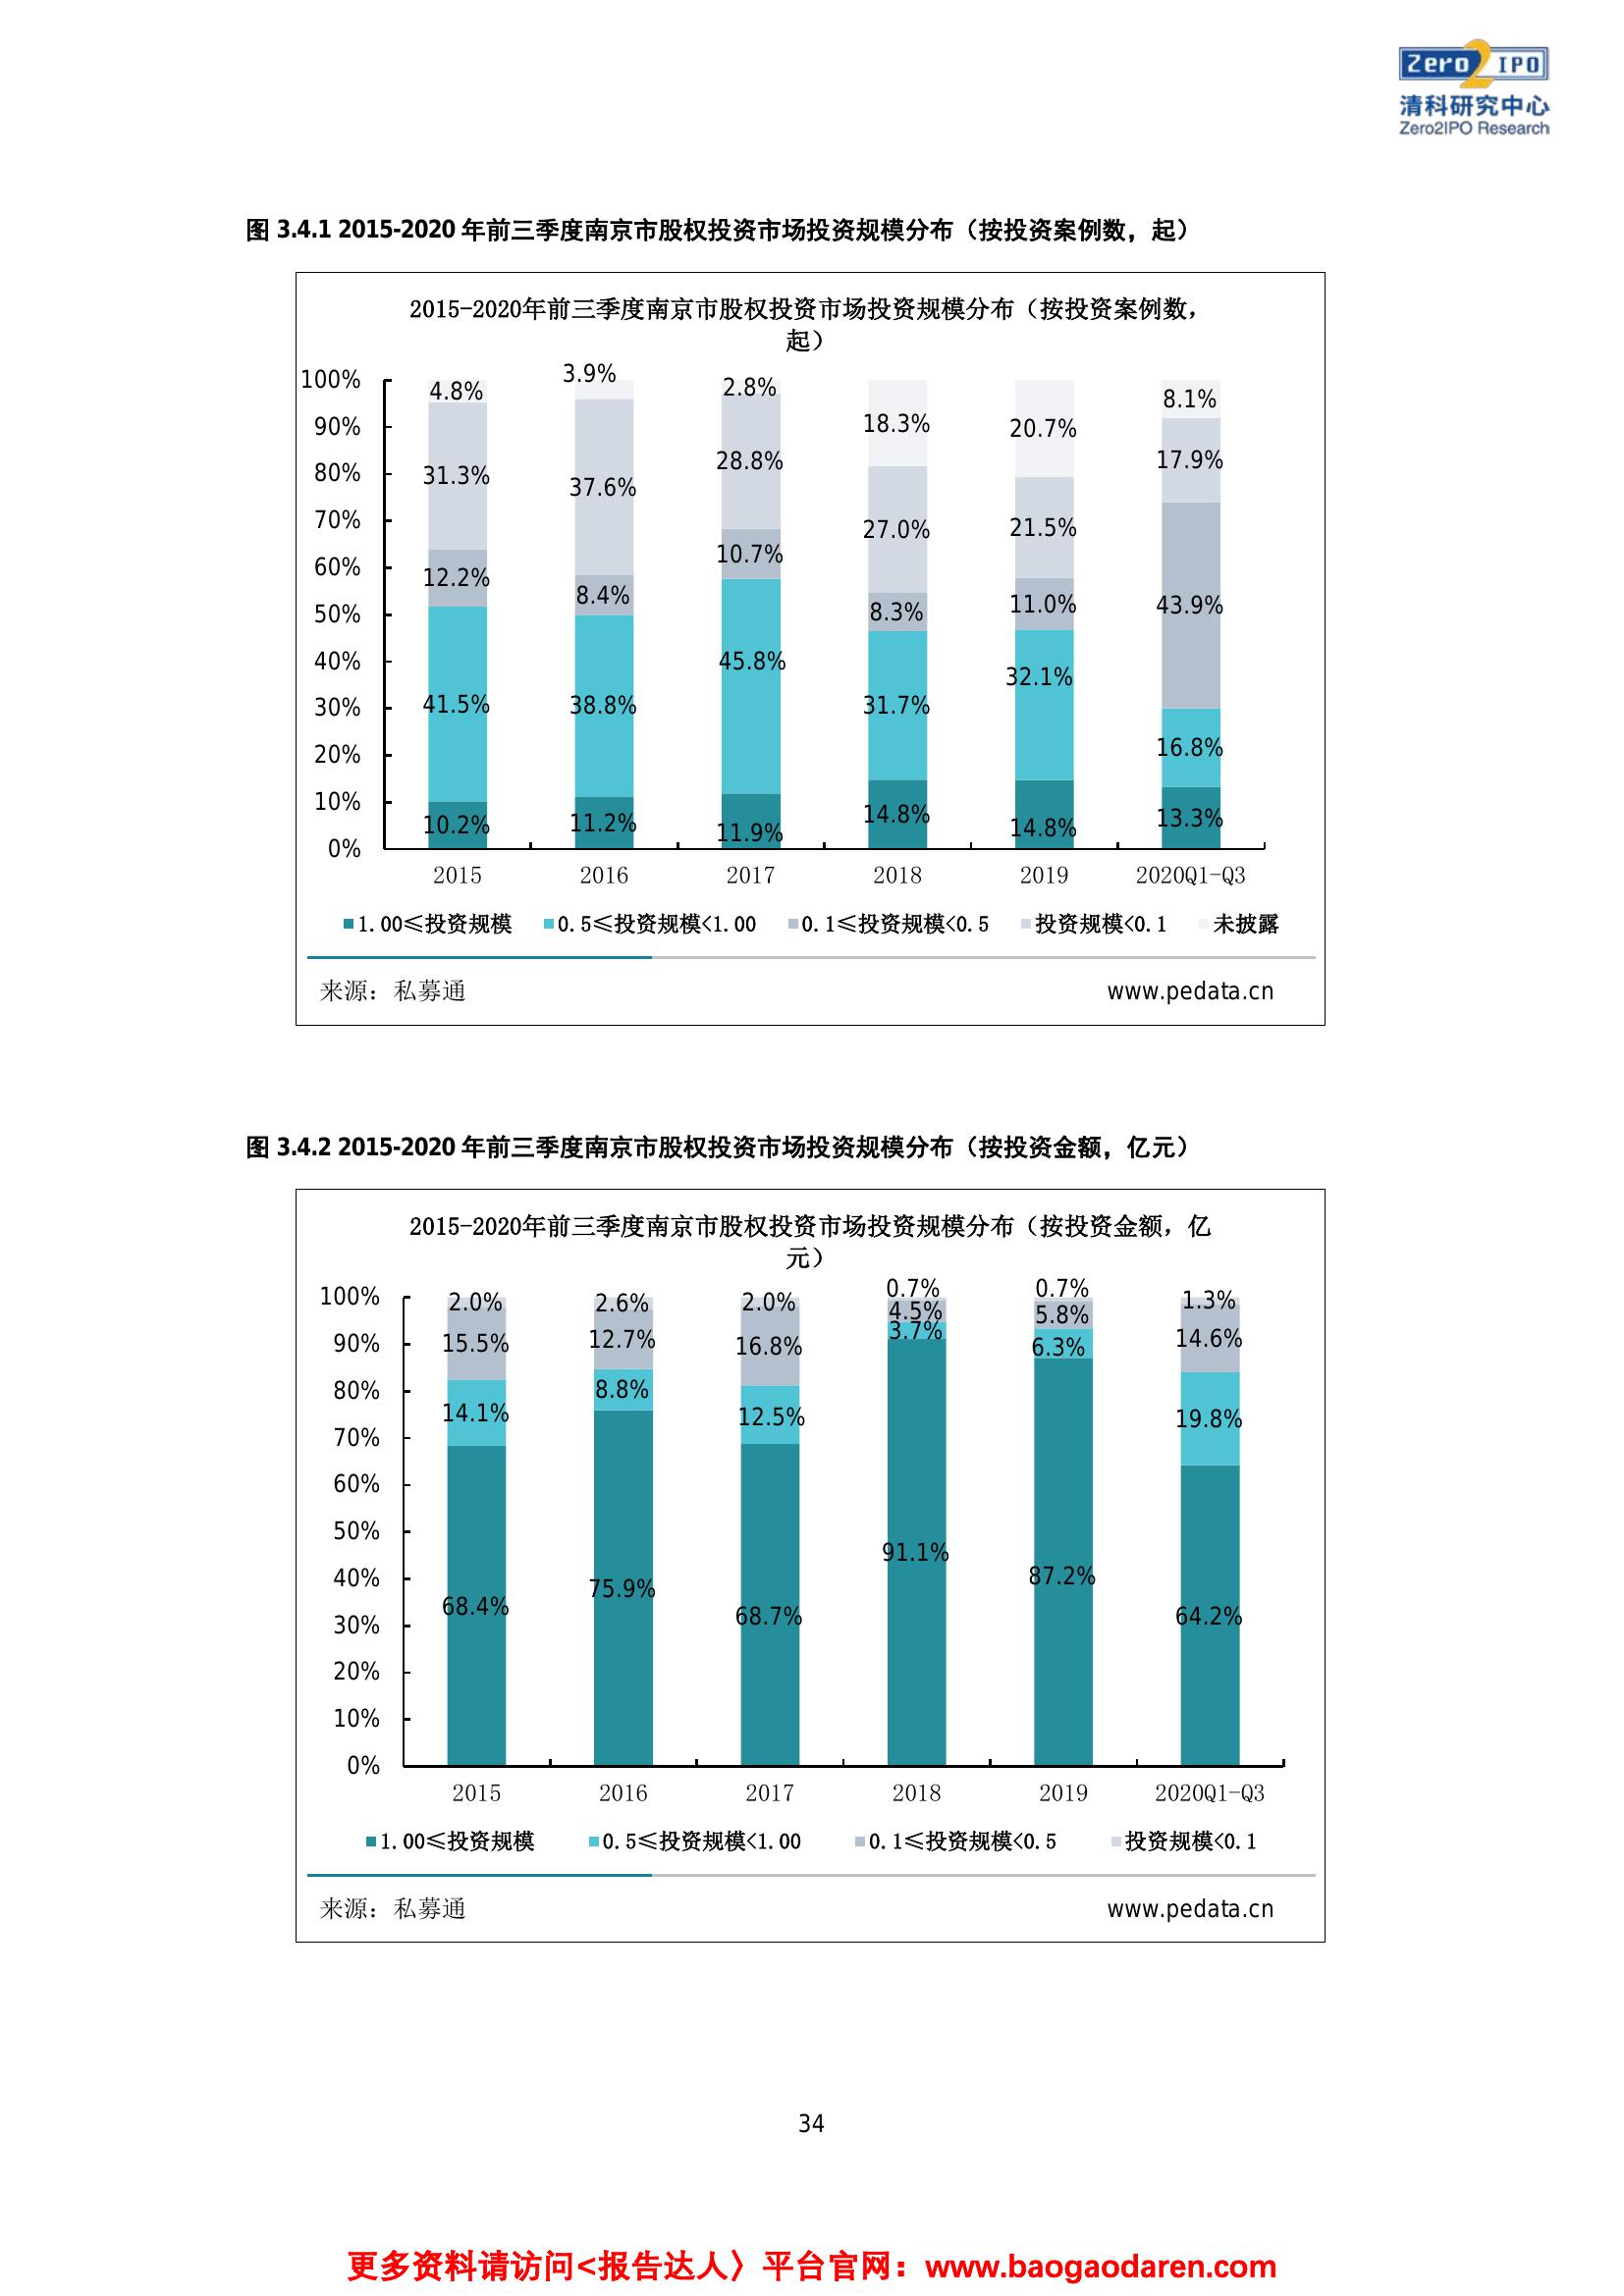 Zero2IPO
清科研究中心
Zero2IPO Research
图 3.4.1 2015-2020 年前三季度南京市股权投资市场投资规模分布（按投资案例数，起）
2015-2020年前三季度南京市股权投资市场投资规模分布（按投资案例数，
起）
100%
90%
80%
70%
60%
50%
40%
30%
20%
10%
0%
4.8% 3.9% 2.8% 18.3% 20.7% 8.1%
31.3% 37.6% 28.8% 27.0% 21.5% 17.9%
12.2% 8.4% 10.7% 8.3% 11.0% 43.9%
41.5% 38.8% 45.8% 31.7% 32.1% 16.8%
10.2% 11.2% 11.9% 14.8% 14.8% 13.3%
2015 2016 2017 2018 2019 2020Q1-Q3
1.00≤投资规模 0.5≤投资规模<1.00 0.1≤投资规模<0.5 投资规模<0.1 未披露
来源：私募通 www.pedata.cn
图 3.4.2 2015-2020 年前三季度南京市股权投资市场投资规模分布（按投资金额，亿元）
2015-2020年前三季度南京市股权投资市场投资规模分布（按投资金额，亿
元）
100%
90%
80%
70%
60%
50%
40%
30%
20%
10%
0%
2.0% 2.6% 2.0% 0.7% 0.7% 1.3%
15.5% 12.7% 16.8% 4.5% 5.8% 14.6%
14.1% 8.8% 12.5% 3.7% 6.3% 19.8%
68.4% 75.9% 68.7% 91.1% 87.2% 64.2%
2015 2016 2017 2018 2019 2020Q1-Q3
1.00≤投资规模 0.5≤投资规模<1.00 0.1≤投资规模<0.5 投资规模<0.1
来源：私募通 www.pedata.cn
34
更多资料请访问<报告达人〉平台官网：www.baogaodaren.com